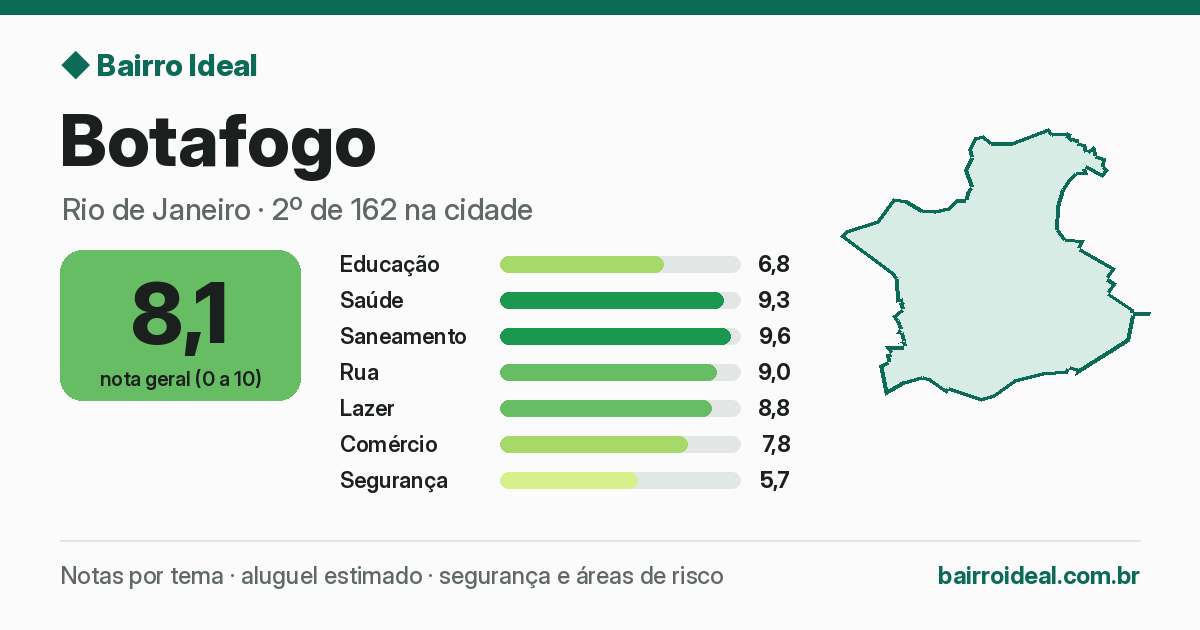 Bairro Ideal
Botafogo
Rio de Janeiro · 2º de 162 na cidade
8,1
nota geral (0 a 10)
Educação 6,8
Saúde 9,3
Saneamento 9,6
Rua 9,0
Lazer 8,8
Comércio 7,8
Segurança 5,7
Notas por tema · aluguel estimado · segurança e áreas de risco
bairroideal.com.br